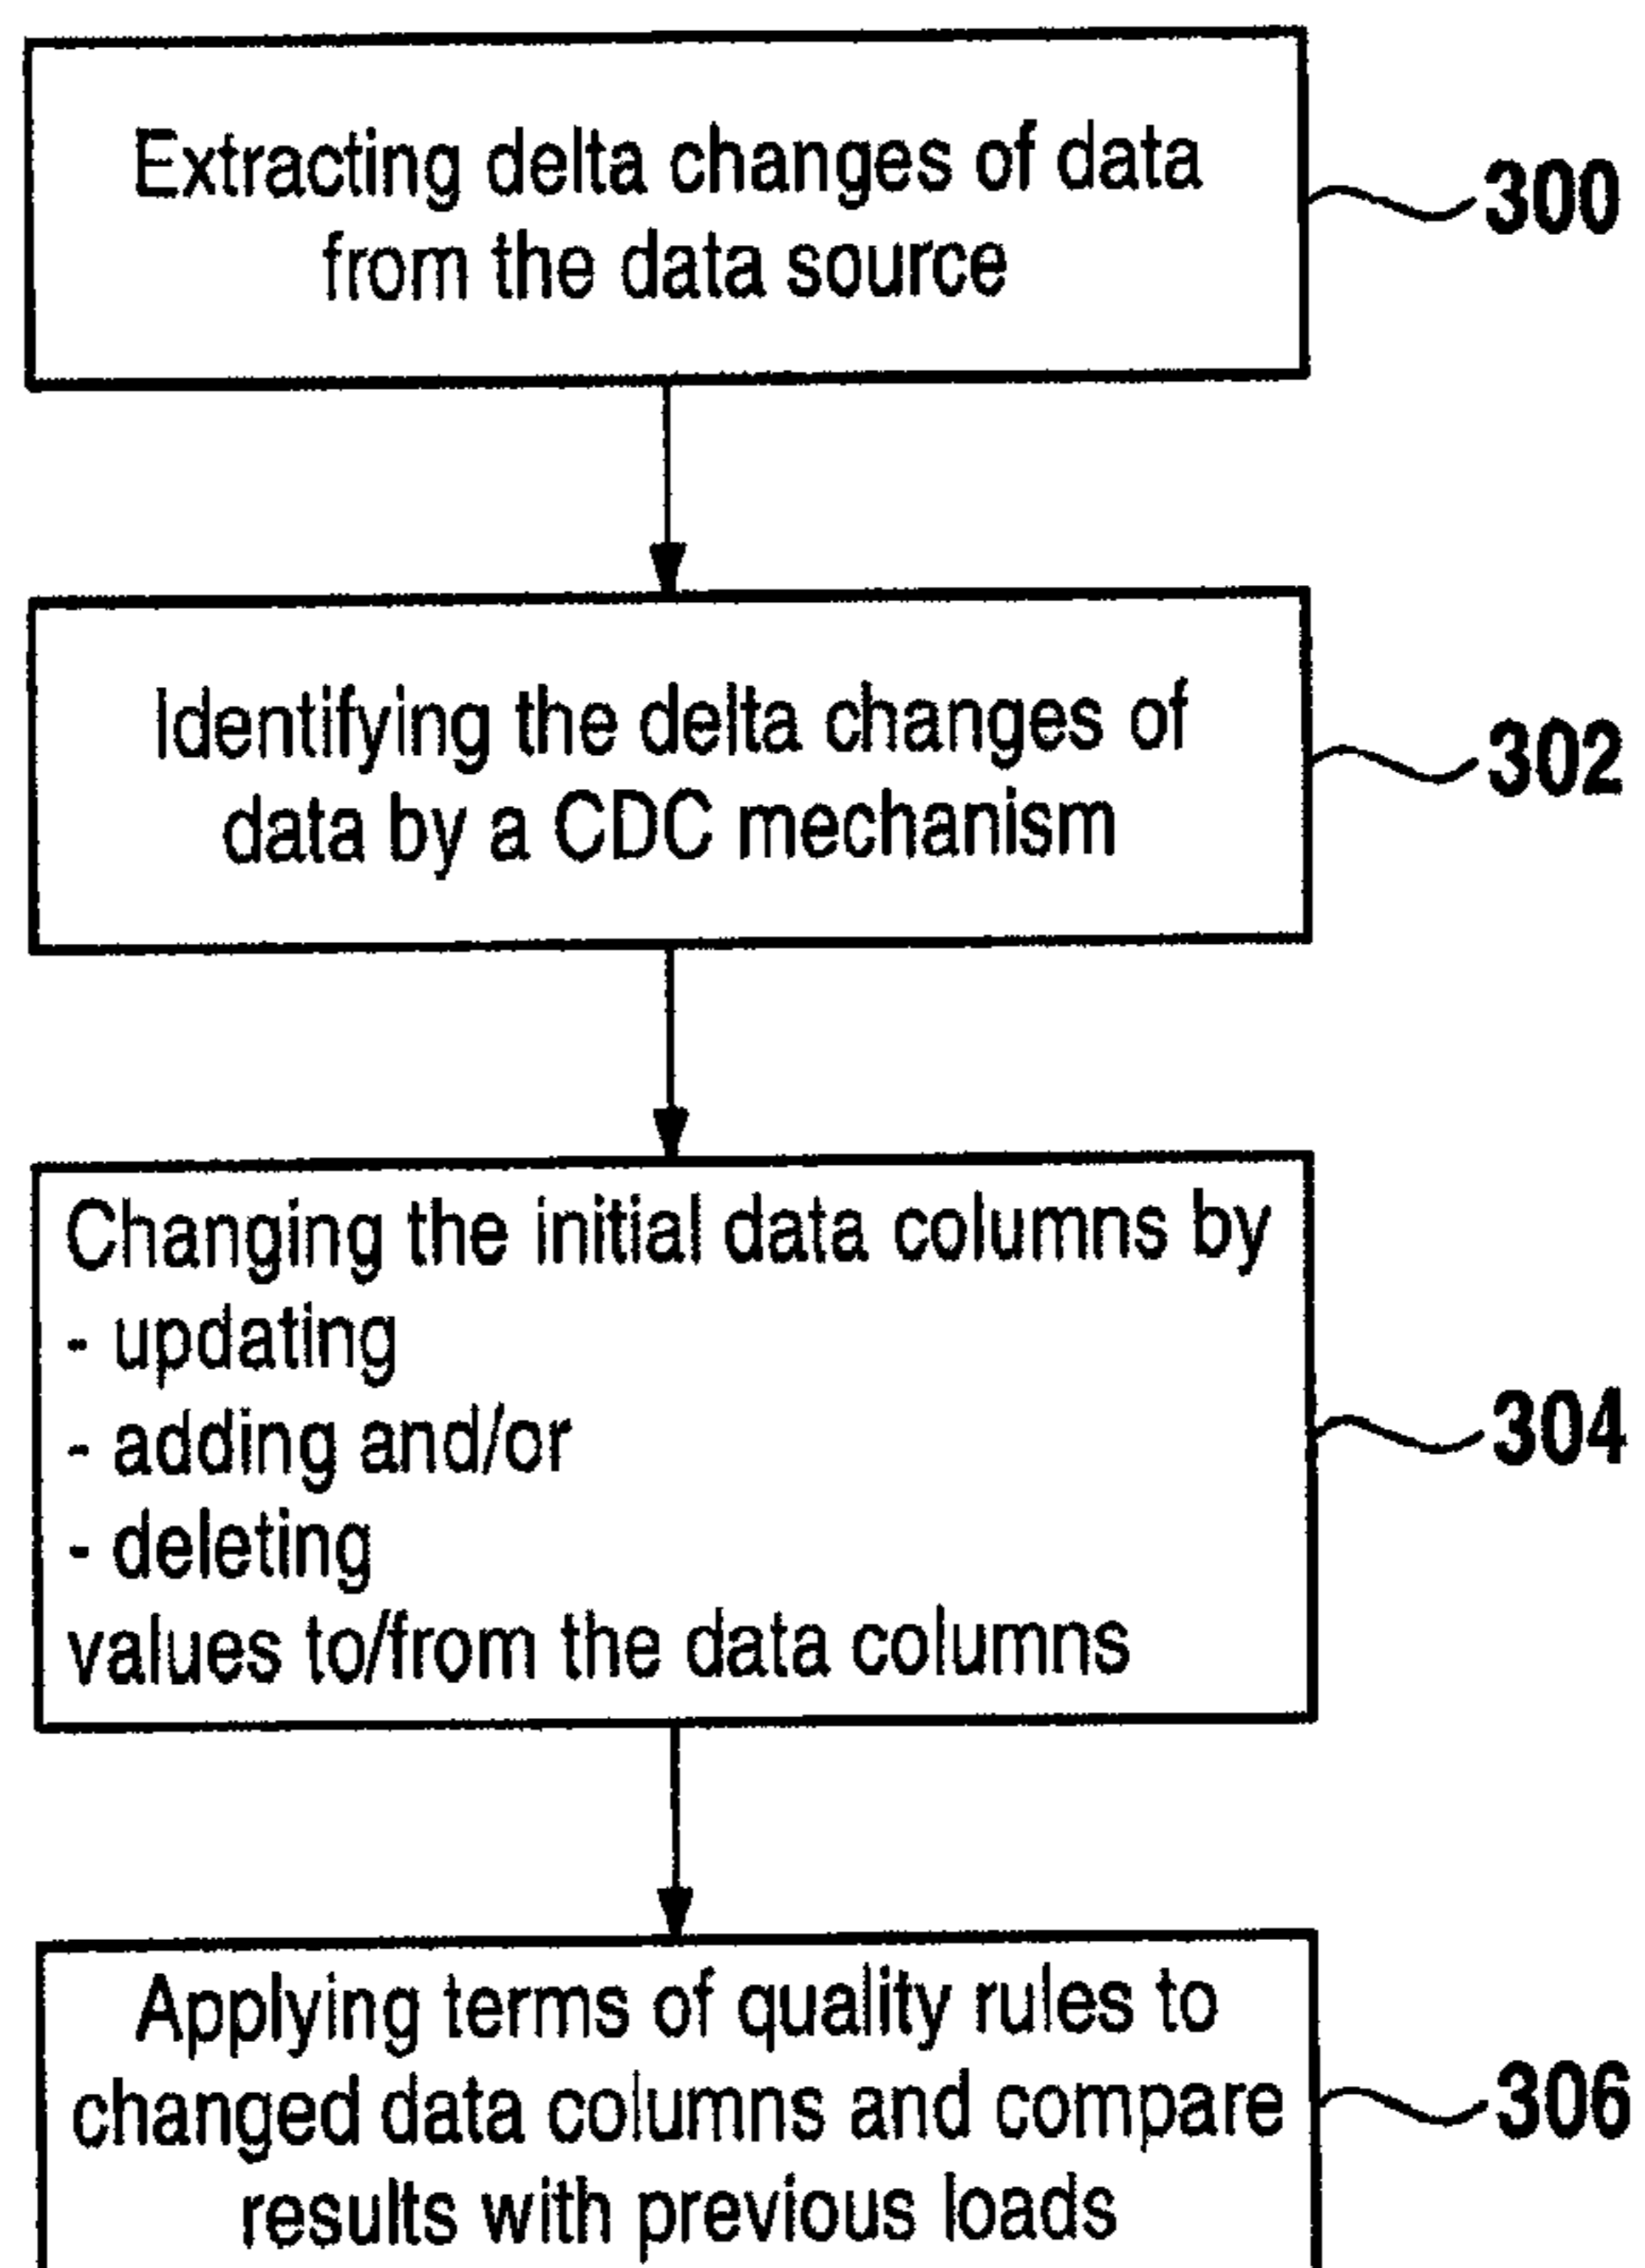 Extracting delta changes of data
from the data source
300
Identifying the delta changes of
data by a CDC mechanism
302
Changing the initial data columns by
- updating
- adding and/or
- deleting
values to/from the data columns
304
Applying terms of quality rules to
changed data columns and compare
results with previous loads
306